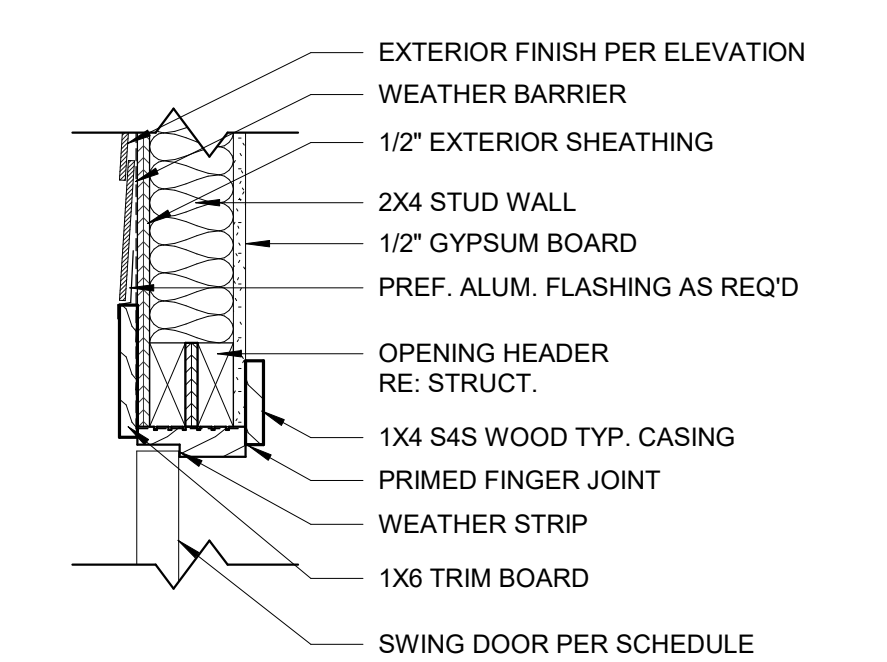 EXTERIOR FINISH PER ELEVATION
WEATHER BARRIER
1/2" EXTERIOR SHEATHING
2X4 STUD WALL
1/2" GYPSUM BOARD
PREF. ALUM. FLASHING AS REQ'D
OPENING HEADER
RE: STRUCT.
1X4 S4S WOOD TYP. CASING
PRIMED FINGER JOINT
WEATHER STRIP
1X6 TRIM BOARD
SWING DOOR PER SCHEDULE